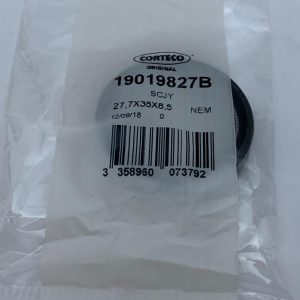 CORTECO
ORIGINAL
19019827B
SCJY
27,7X38X8,5 NEM
12/09/18 0
3 358960 073792